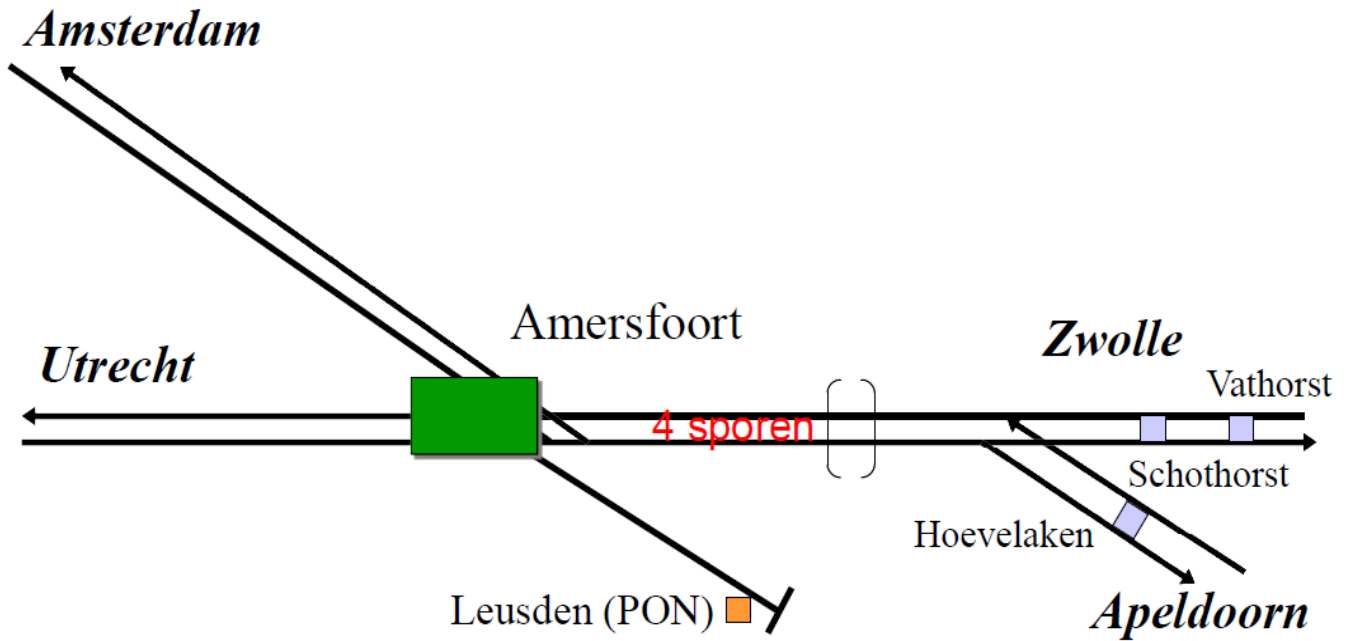 Amsterdam
Amersfoort
Utrecht
Zwolle
Vathorst
4 sporen
Schothorst
Hoevelaken
Leusden (PON)
Apeldoorn